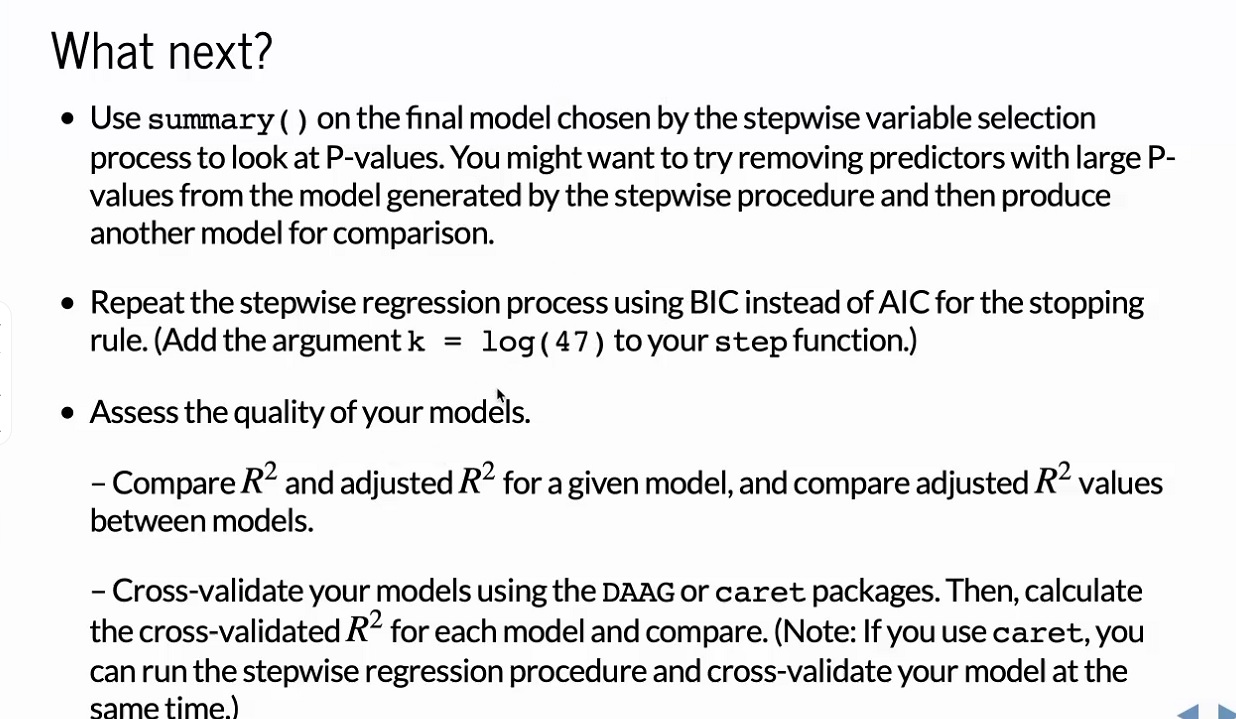 What next?
• Use summary() on the final model chosen by the stepwise variable selection
process to look at P-values. You might want to try removing predictors with large P-
values from the model generated by the stepwise procedure and then produce
another model for comparison.
• Repeat the stepwise regression process using BIC instead of AIC for the stopping
rule. (Add the argument k = log(47) to your step function.)
• Assess the quality of your models.
– Compare R² and adjusted R² for a given model, and compare adjusted R² values
between models.
– Cross-validate your models using the DAAG or caret packages. Then, calculate
the cross-validated R² for each model and compare. (Note: If you use caret, you
can run the stepwise regression procedure and cross-validate your model at the
same time.)